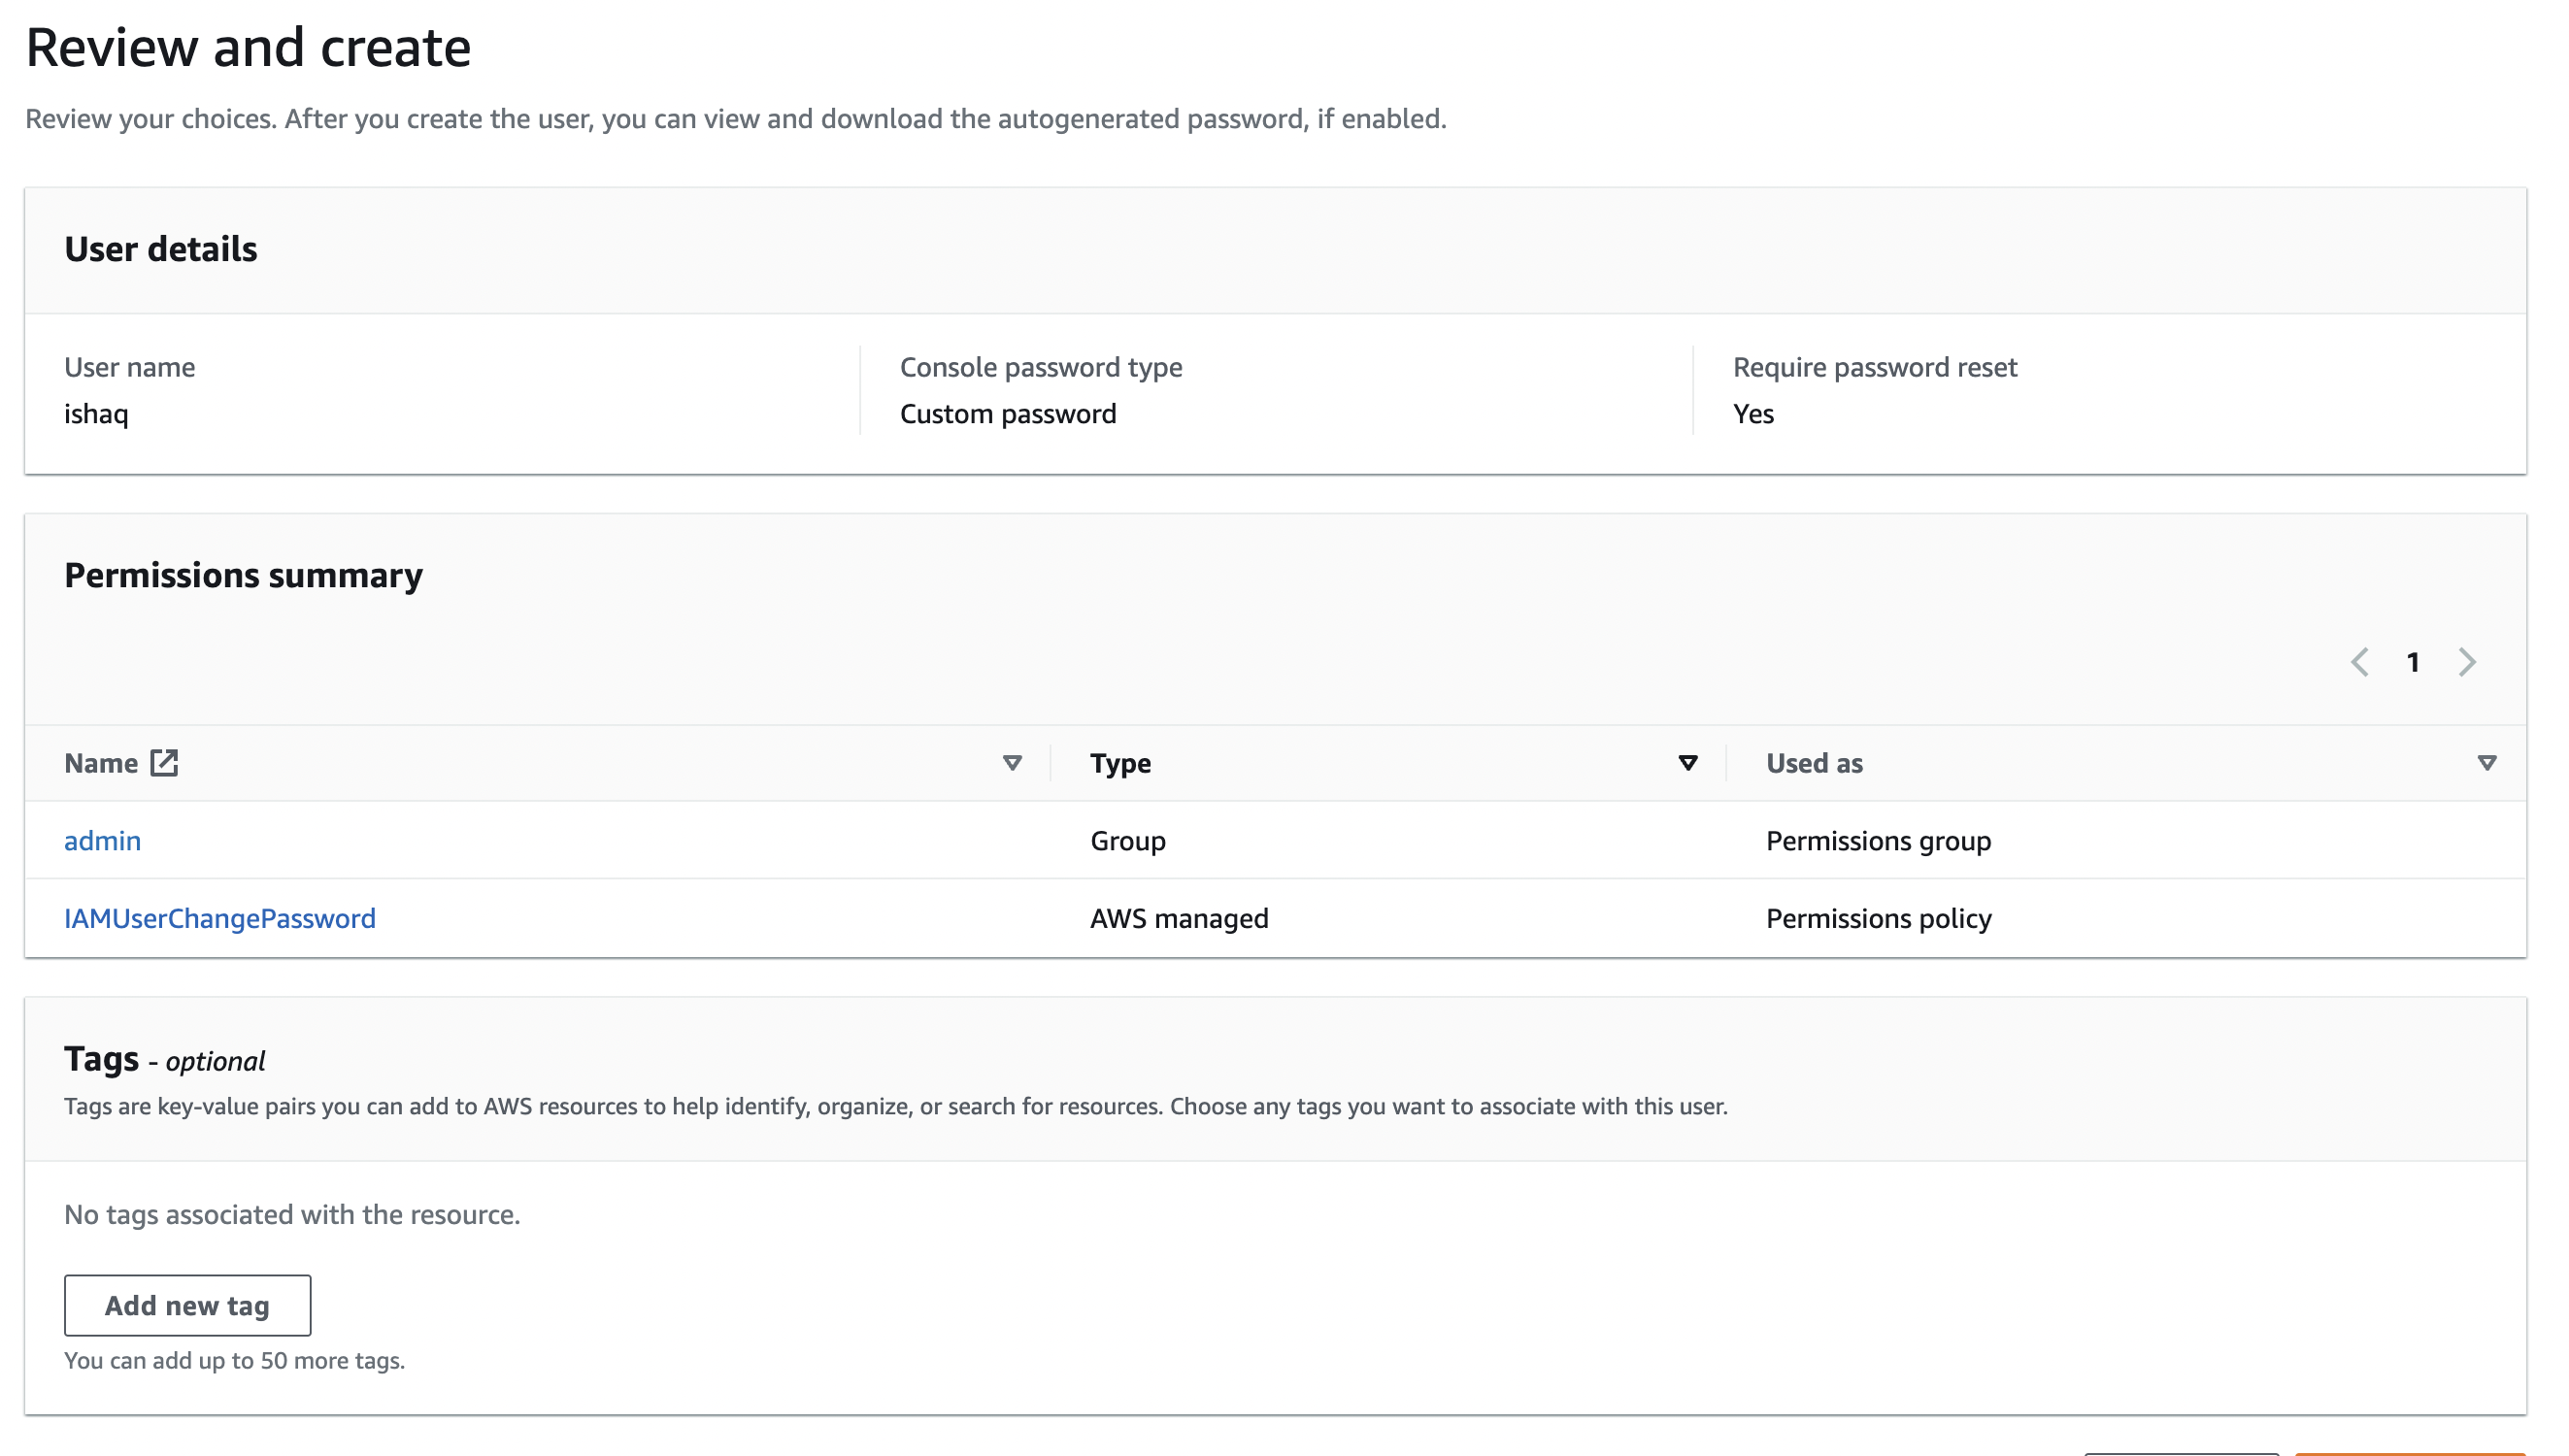 Review and create
Review your choices. After you create the user, you can view and download the autogenerated password, if enabled.
User details
User name
ishaq
Console password type
Custom password
Require password reset
Yes
Permissions summary
1
Name Type Used as
admin Group Permissions group
IAMUserChangePassword AWS managed Permissions policy
Tags - optional
Tags are key-value pairs you can add to AWS resources to help identify, organize, or search for resources. Choose any tags you want to associate with this user.
No tags associated with the resource.
Add new tag
You can add up to 50 more tags.